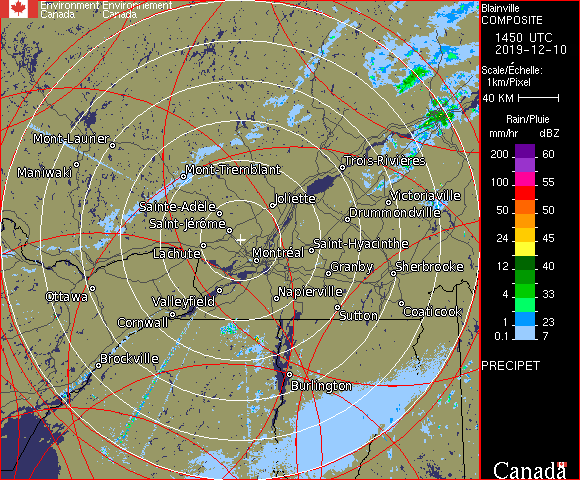 Environment Environnement
Canada Canada
Blainville
COMPOSITE
1450 UTC
2019-12-10
Scale/Échelle:
1km/Pixel
40 KM
Rain/Pluie
mm/hr dBZ
200 60
100 55
50 50
24 45
12 40
4 33
1 23
0.1 7
PRECIPET
Canada
Mont-Laurier
Maniwaki
Mont-Tremblant
Trois-Rivières
Joliette
Victoriaville
Sainte-Adèle
Drummondville
Saint-Jérôme
Saint-Hyacinthe
Lachute
Montréal
Granby
Sherbrooke
Ottawa
Valleyfield
Napierville
Cornwall
Sutton
Coaticook
Brockville
Burlington